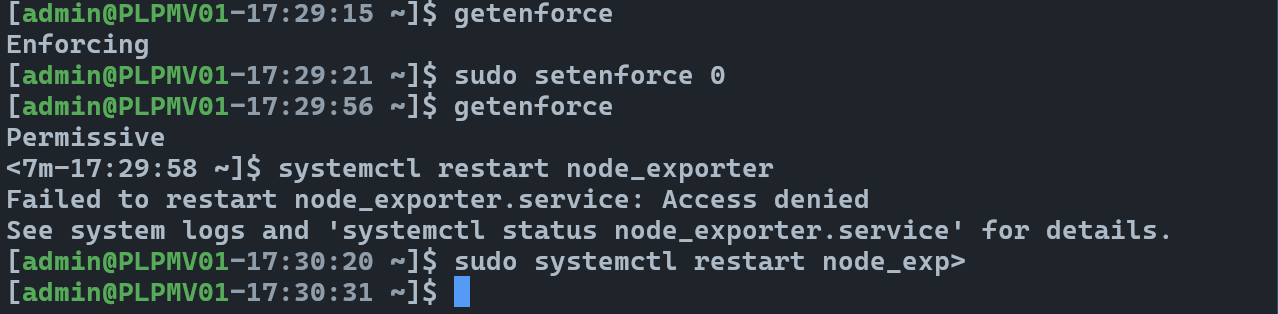 [admin@PLPMV01-17:29:15 ~]$ getenforce
Enforcing
[admin@PLPMV01-17:29:21 ~]$ sudo setenforce 0
[admin@PLPMV01-17:29:56 ~]$ getenforce
Permissive
<7m-17:29:58 ~]$ systemctl restart node_exporter
Failed to restart node_exporter.service: Access denied
See system logs and 'systemctl status node_exporter.service' for details.
[admin@PLPMV01-17:30:20 ~]$ sudo systemctl restart node_exp>
[admin@PLPMV01-17:30:31 ~]$